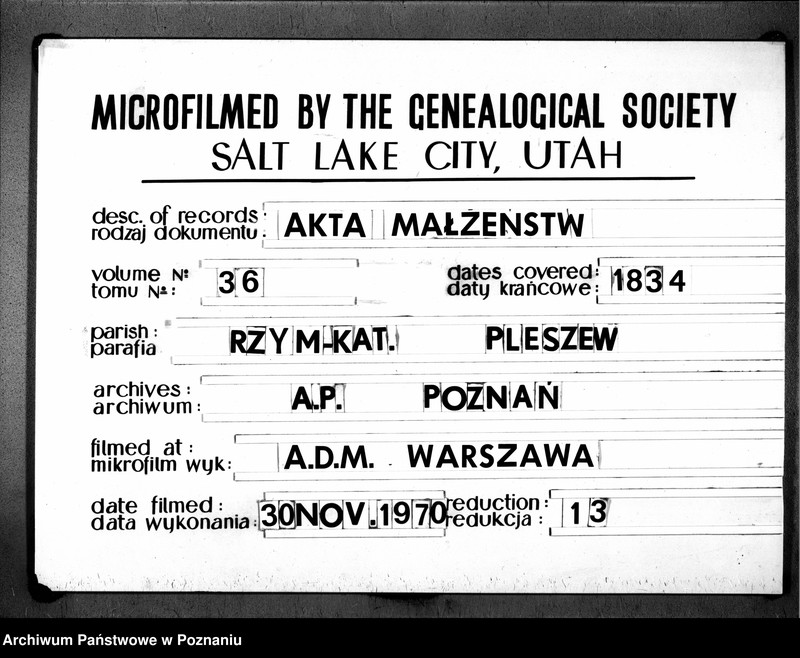 MICROFILMED BY THE GENEALOGICAL SOCIETY
SALT LAKE CITY, UTAH
desc. of records: AKTA MAŁŻENSTW
rodzaj dokumentu:
volume №: 36
tomu №:
dates covered: 1834
daty krańcowe:
parish: RZYM-KAT. PLESZEW
parafia
archives: A.P. POZNAŃ
archiwum:
filmed at: A.D.M. WARSZAWA
mikrofilm wyk:
date filmed: 30 NOV. 1970
data wykonania:
reduction: 13
redukcja:
Archiwum Państwowe w Poznaniu